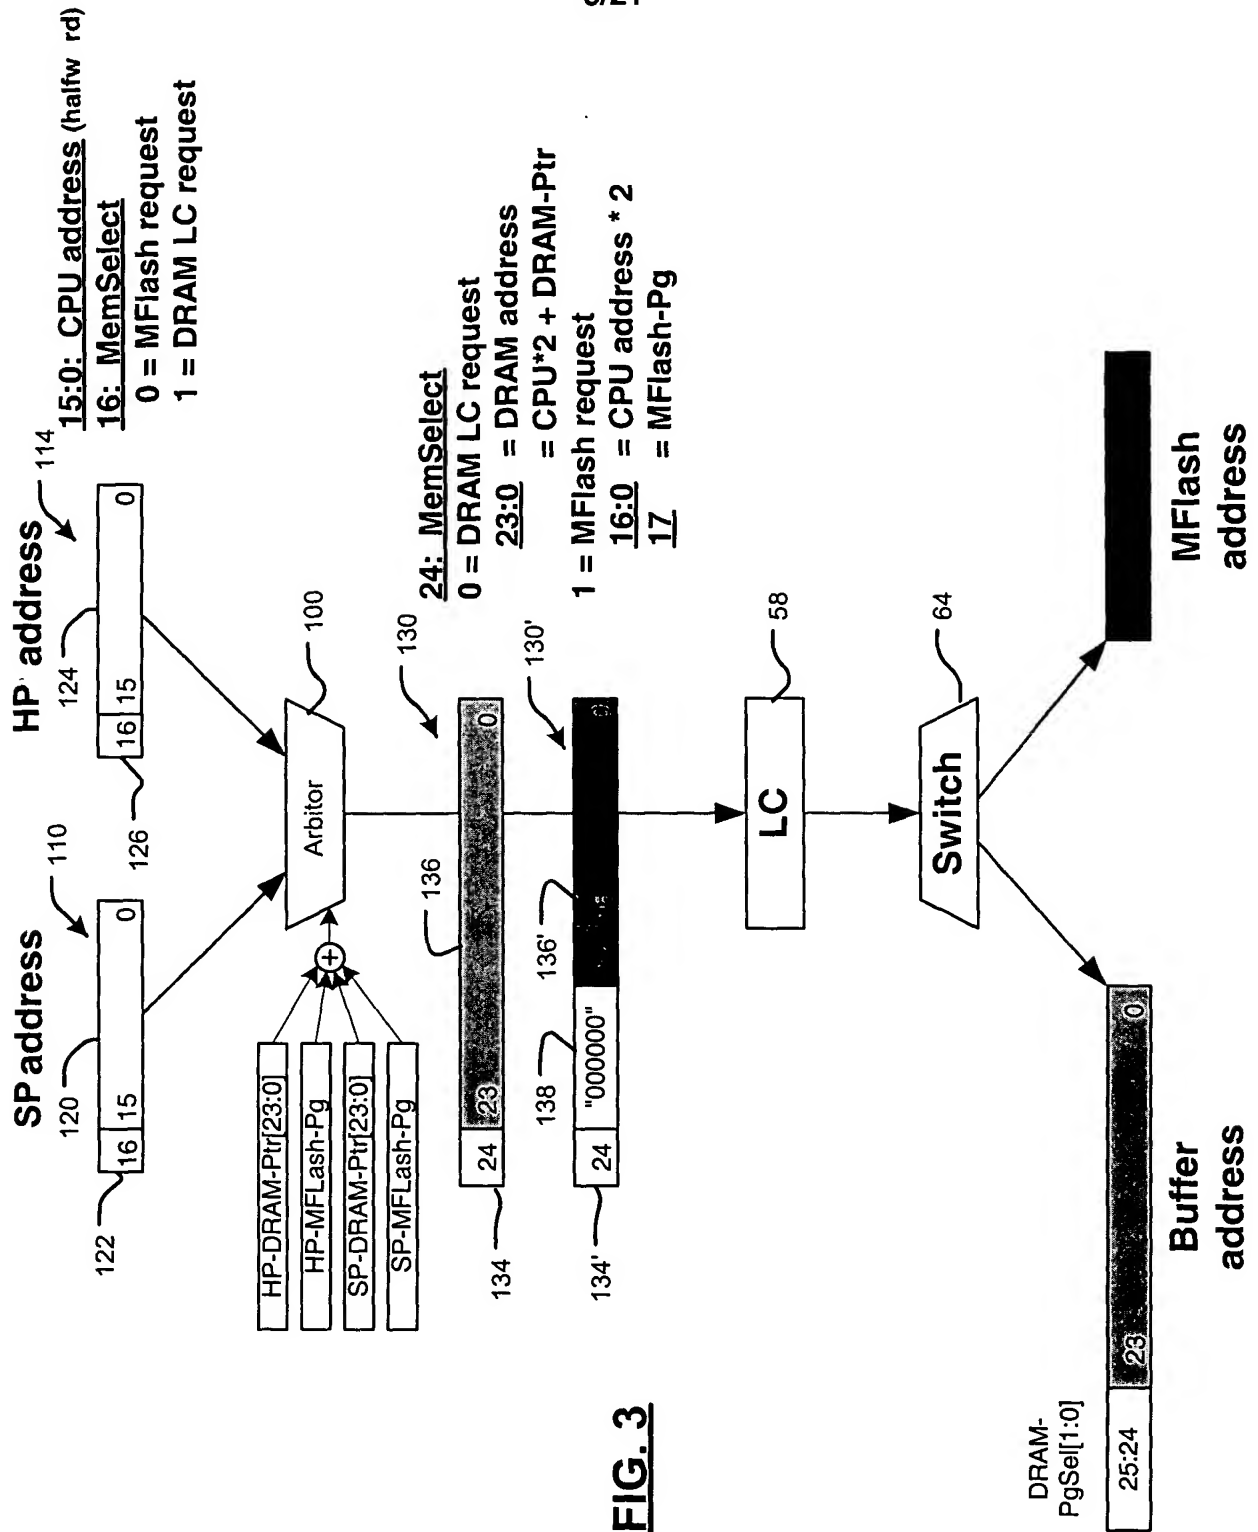 SP address
HP address
110
114
120
124
122
126
16 15 0
16 15 0
15:0: CPU address (halfw rd)
16: MemSelect
0 = MFlash request
1 = DRAM LC request
HP-DRAM-Ptr[23:0]
HP-MFLash-Pg
SP-DRAM-Ptr[23:0]
SP-MFLash-Pg
+
Arbitor
100
136
130
24 23 0
134
24: MemSelect
0 = DRAM LC request
23:0 = DRAM address
= CPU*2 + DRAM-Ptr
1 = MFlash request
16:0 = CPU address * 2
17 = MFlash-Pg
138
136'
130'
24 "000000" 0
134'
LC
58
Switch
64
DRAM-
PgSel[1:0]
25:24 23 0
Buffer
address
MFlash
address
FIG. 3